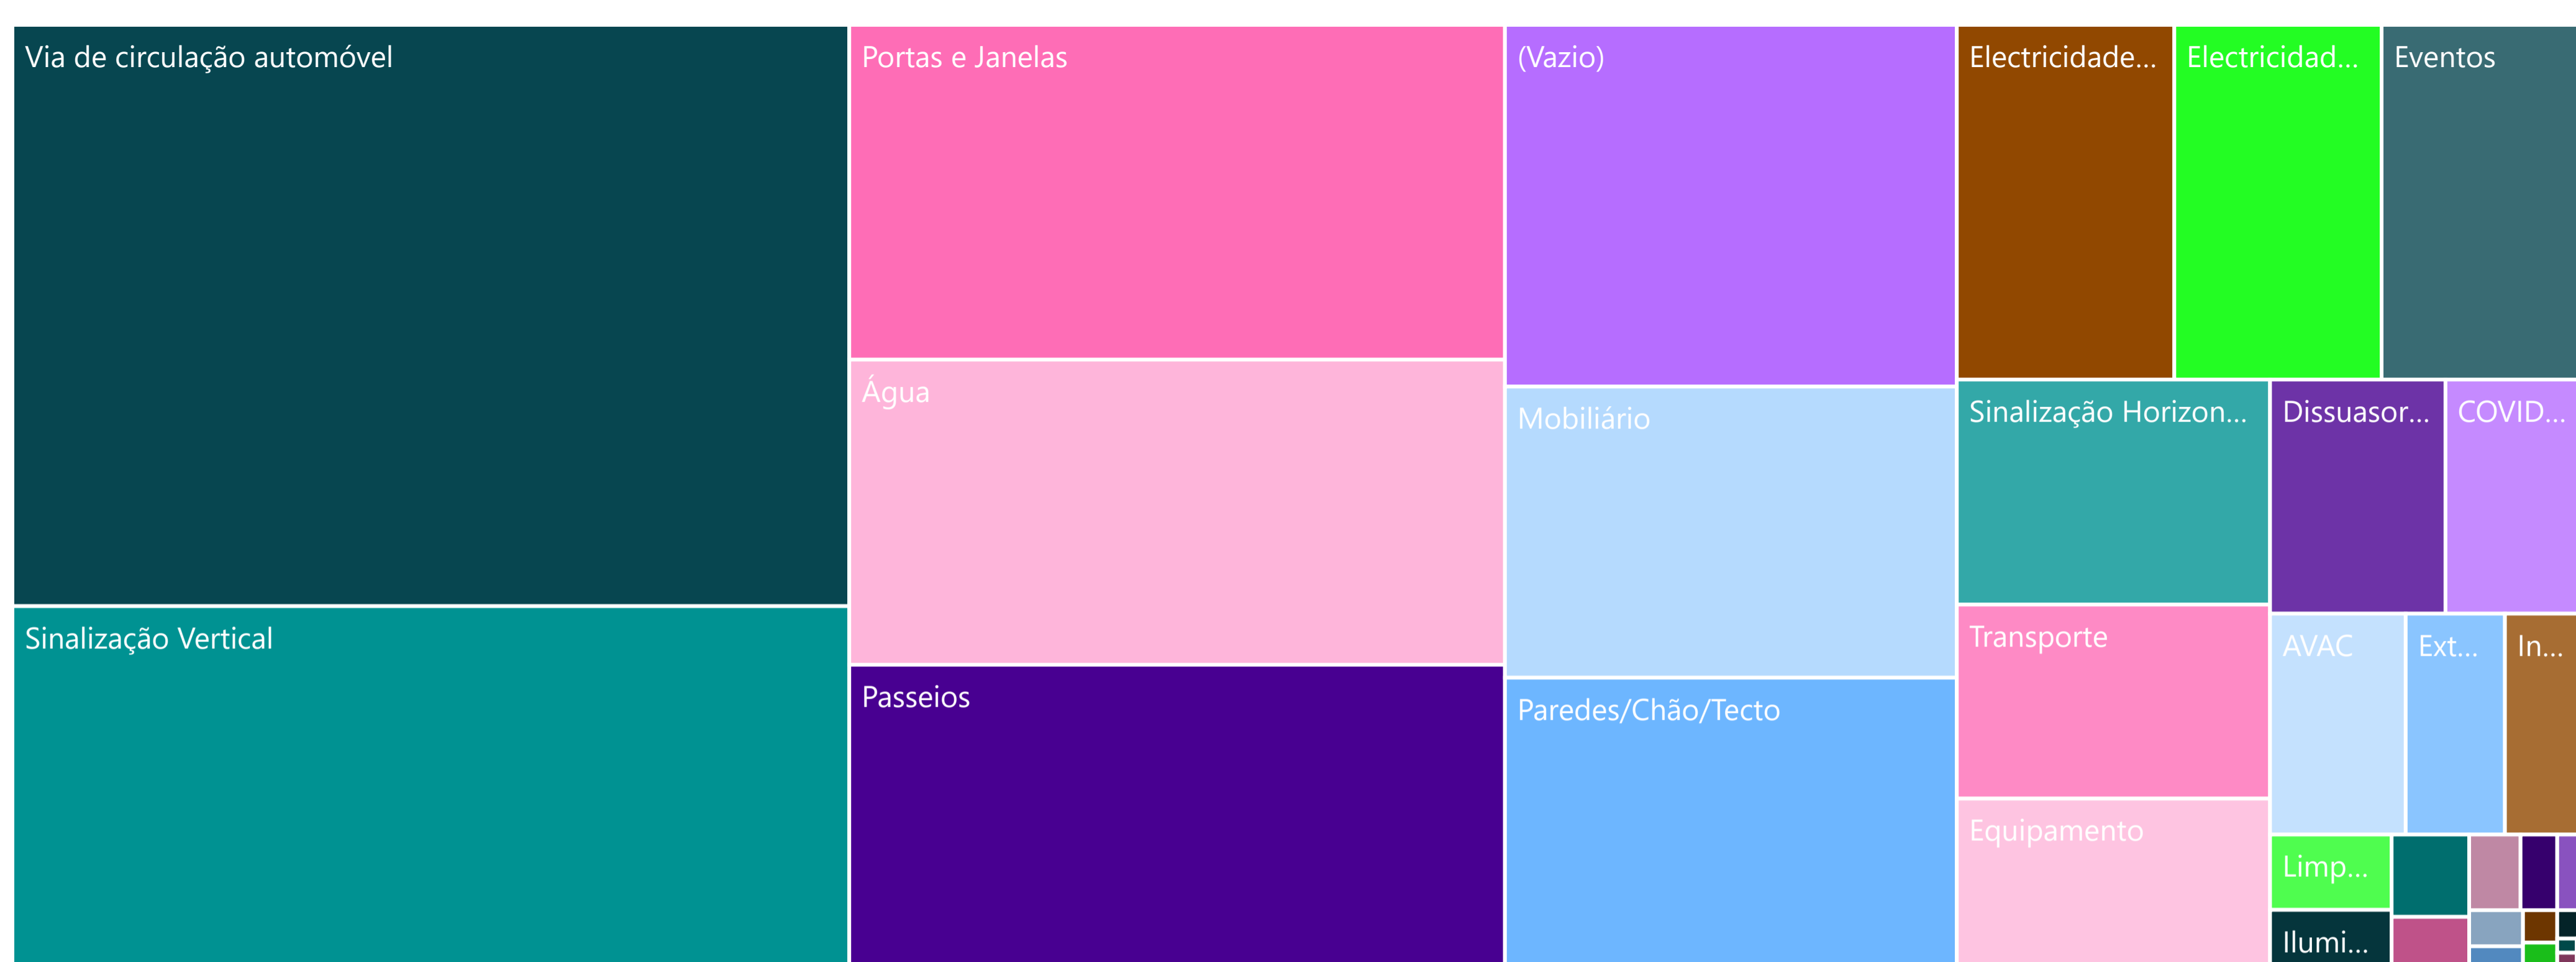 Via de circulação automóvel
Sinalização Vertical
Portas e Janelas
Água
Passeios
(Vazio)
Mobiliário
Paredes/Chão/Tecto
Electricidade...
Electricidad...
Eventos
Sinalização Horizon...
Dissuasor...
COVID...
Transporte
AVAC
Ext...
In...
Equipamento
Limp...
Ilumi...